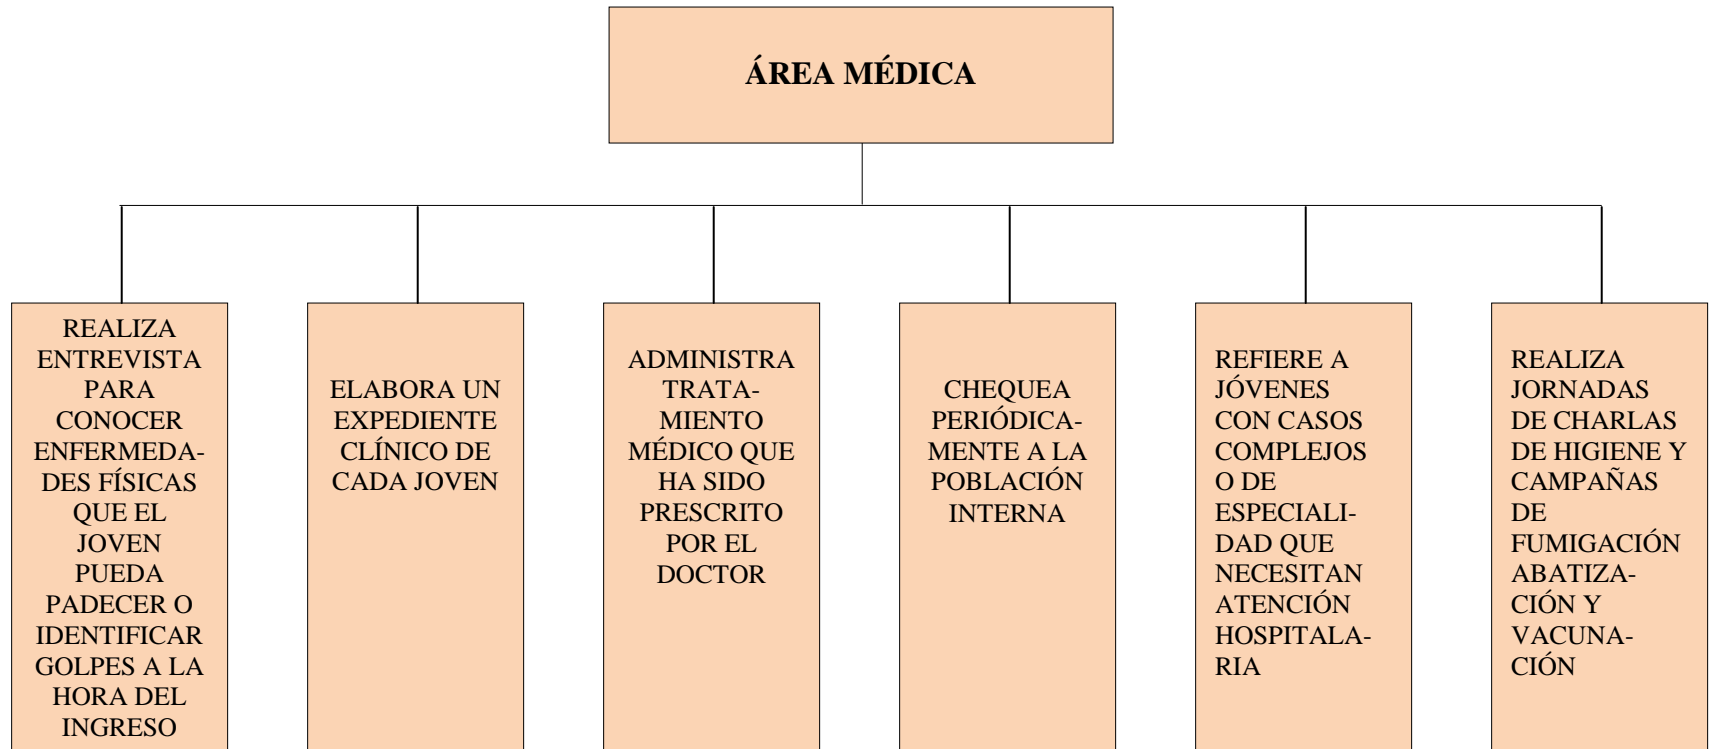 ÁREA MÉDICA
REALIZA
ENTREVISTA
PARA
CONOCER
ENFERMEDA-
DES FÍSICAS
QUE EL
JOVEN
PUEDA
PADECER O
IDENTIFICAR
GOLPES A LA
HORA DEL
INGRESO
ELABORA UN
EXPEDIENTE
CLÍNICO DE
CADA JOVEN
ADMINISTRA
TRATA-
MIENTO
MÉDICO QUE
HA SIDO
PRESCRITO
POR EL
DOCTOR
CHEQUEA
PERIÓDICA-
MENTE A LA
POBLACIÓN
INTERNA
REFIERE A
JÓVENES
CON CASOS
COMPLEJOS
O DE
ESPECIALI-
DAD QUE
NECESITAN
ATENCIÓN
HOSPITALA-
RIA
REALIZA
JORNADAS
DE CHARLAS
DE HIGIENE Y
CAMPAÑAS
DE
FUMIGACIÓN
ABATIZA-
CIÓN Y
VACUNA-
CIÓN